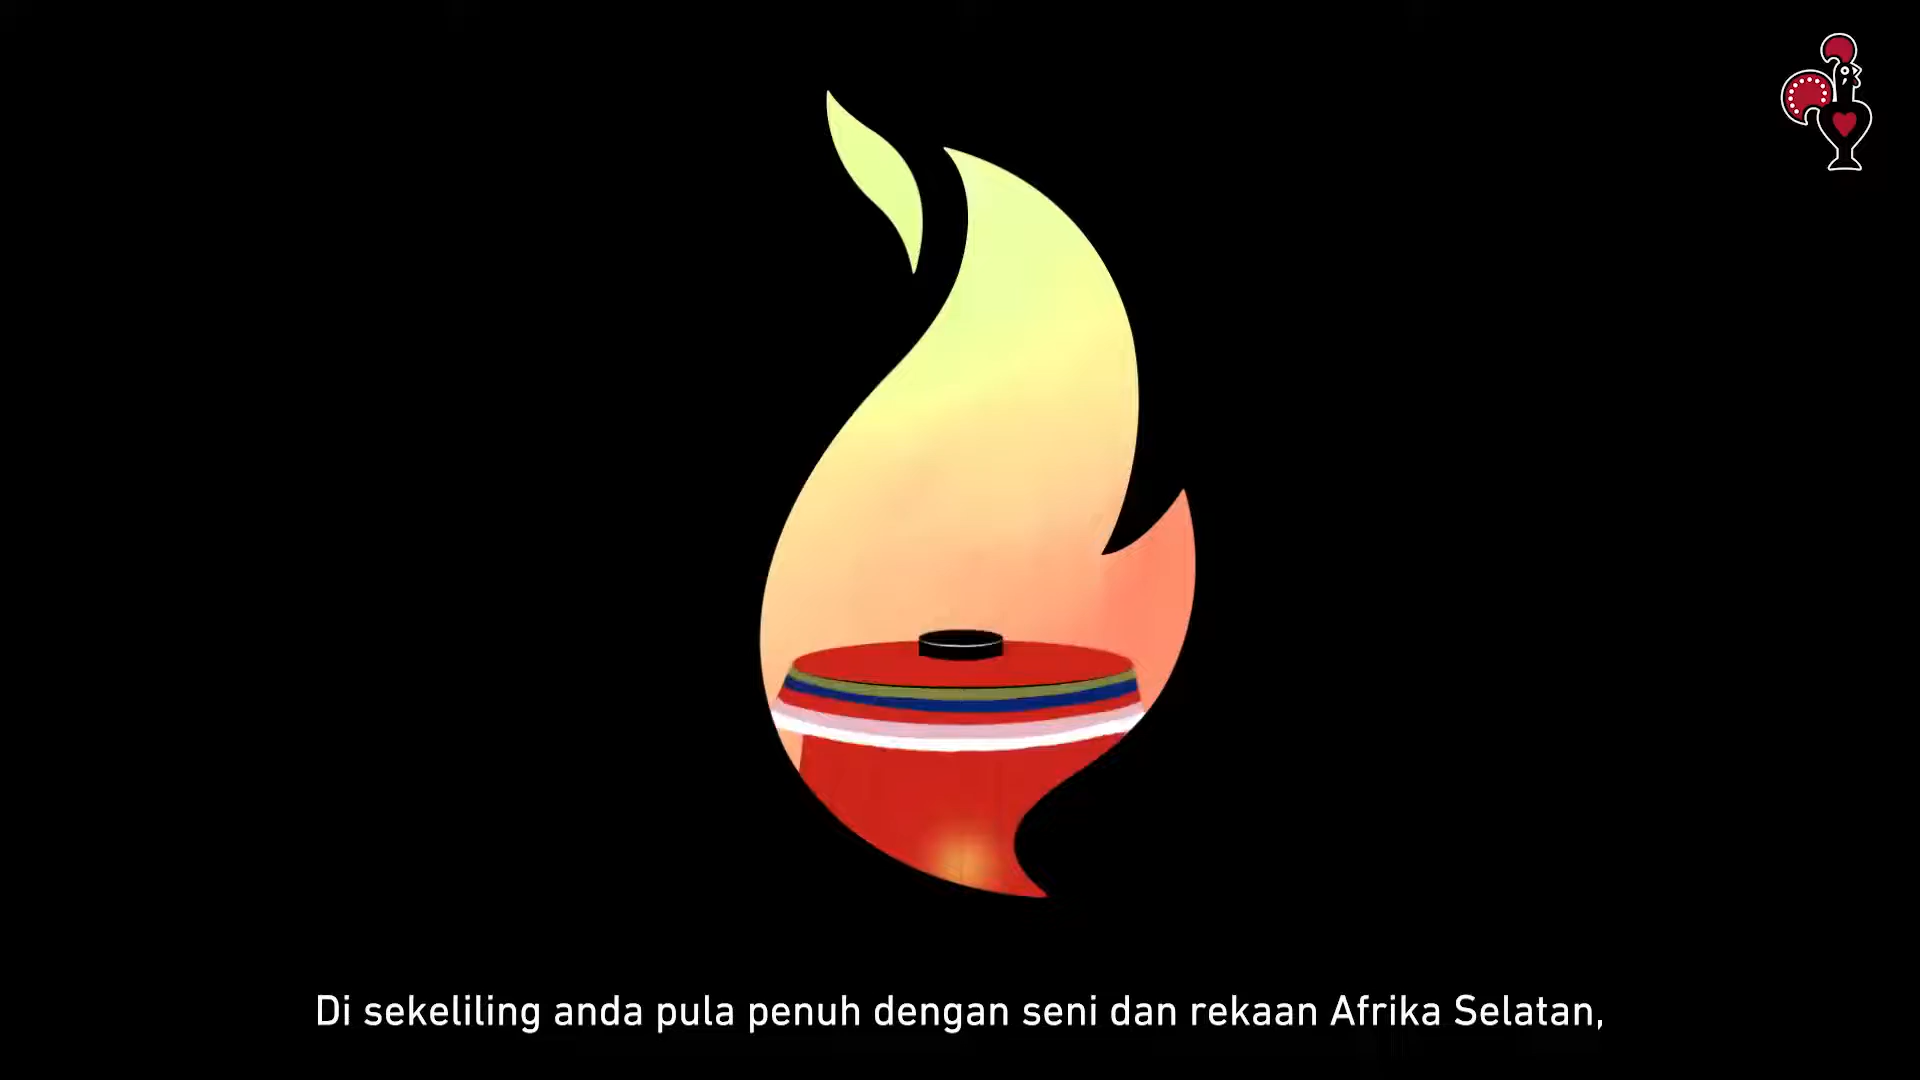 Di sekeliling anda pula penuh dengan seni dan rekaan Afrika Selatan,